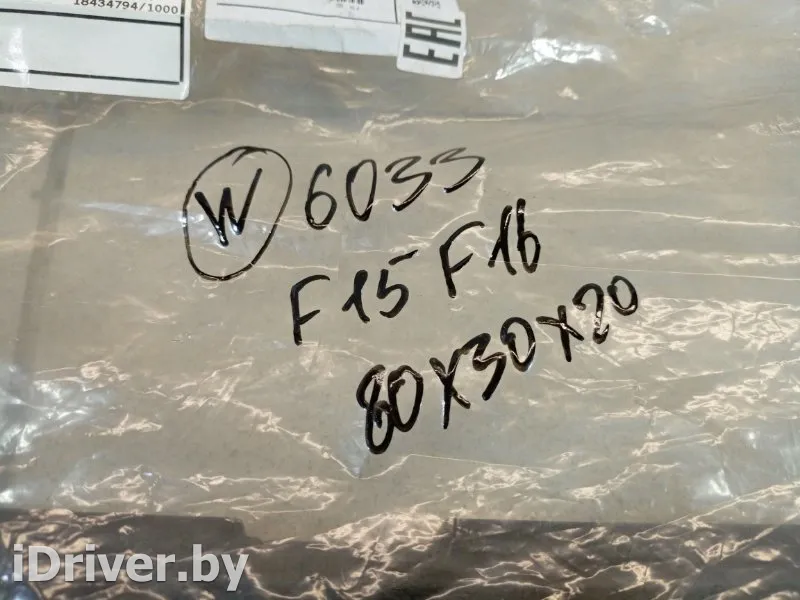 18434794/1000
EAC
W 6033
F15 F16
80X30X20
iDriver.by